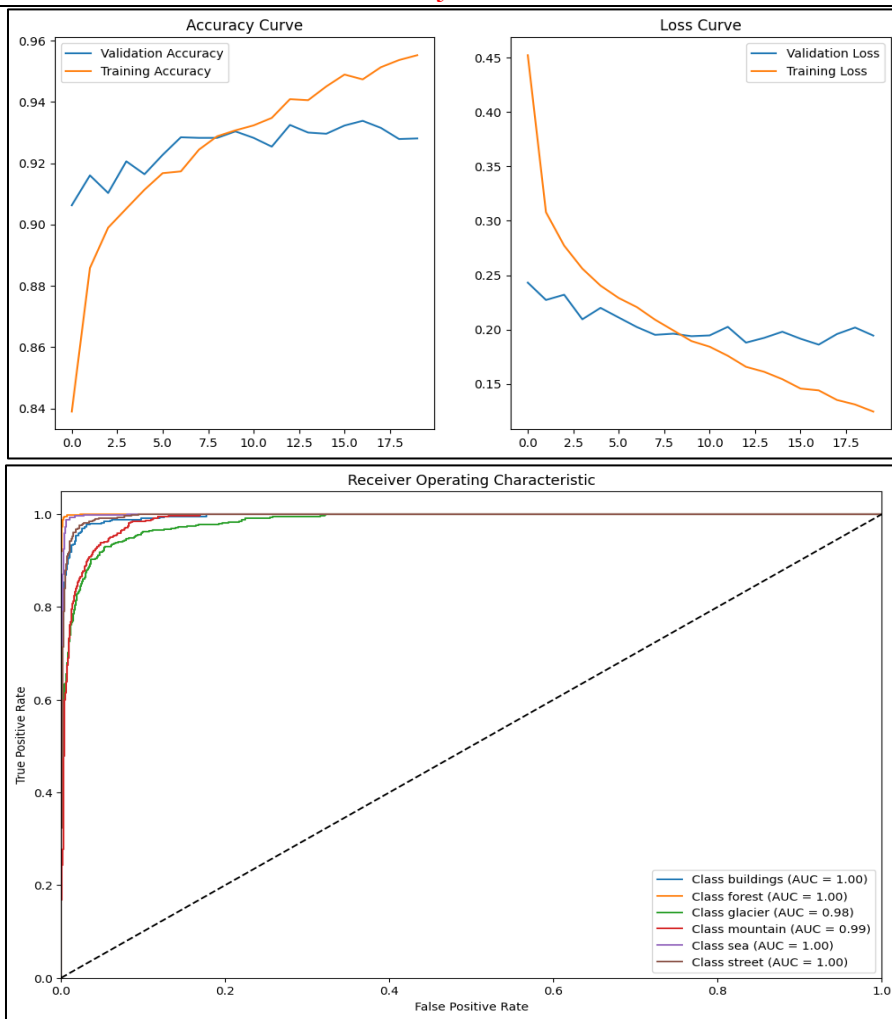 Accuracy Curve
Validation Accuracy
Training Accuracy
0.96
0.94
0.92
0.90
0.88
0.86
0.84
0.0 2.5 5.0 7.5 10.0 12.5 15.0 17.5
Loss Curve
Validation Loss
Training Loss
0.45
0.40
0.35
0.30
0.25
0.20
0.15
0.0 2.5 5.0 7.5 10.0 12.5 15.0 17.5
Receiver Operating Characteristic
True Positive Rate
1.0
0.8
0.6
0.4
0.2
0.0
Class buildings (AUC = 1.00)
Class forest (AUC = 1.00)
Class glacier (AUC = 0.98)
Class mountain (AUC = 0.99)
Class sea (AUC = 1.00)
Class street (AUC = 1.00)
0.0 0.2 0.4 0.6 0.8 1.0
False Positive Rate